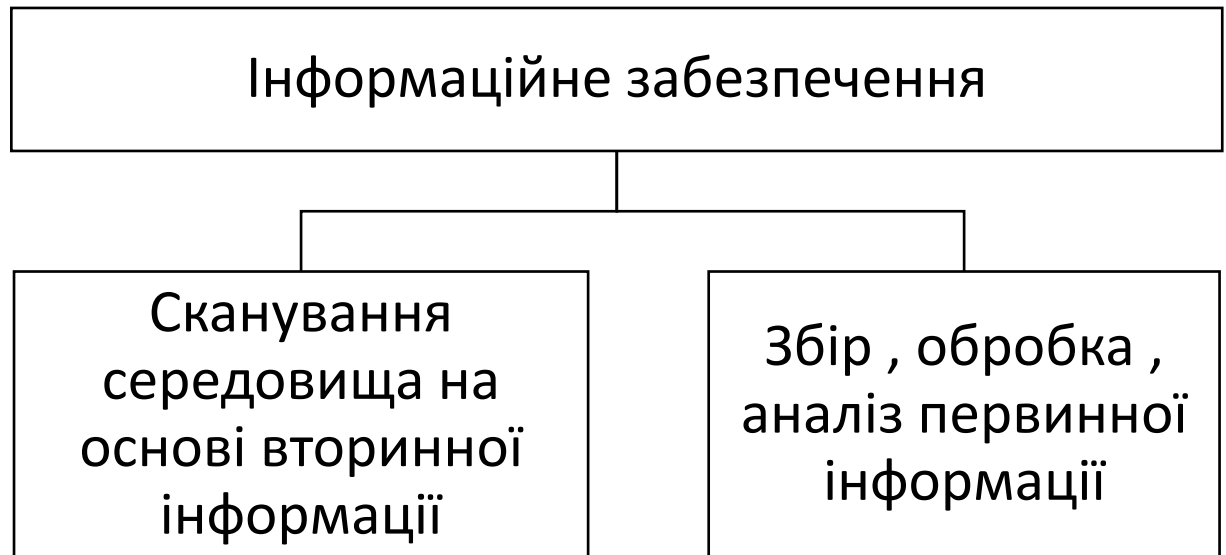 Інформаційне забезпечення
Сканування
середовища на
основі вторинної
інформації
Збір , обробка ,
аналіз первинної
інформації